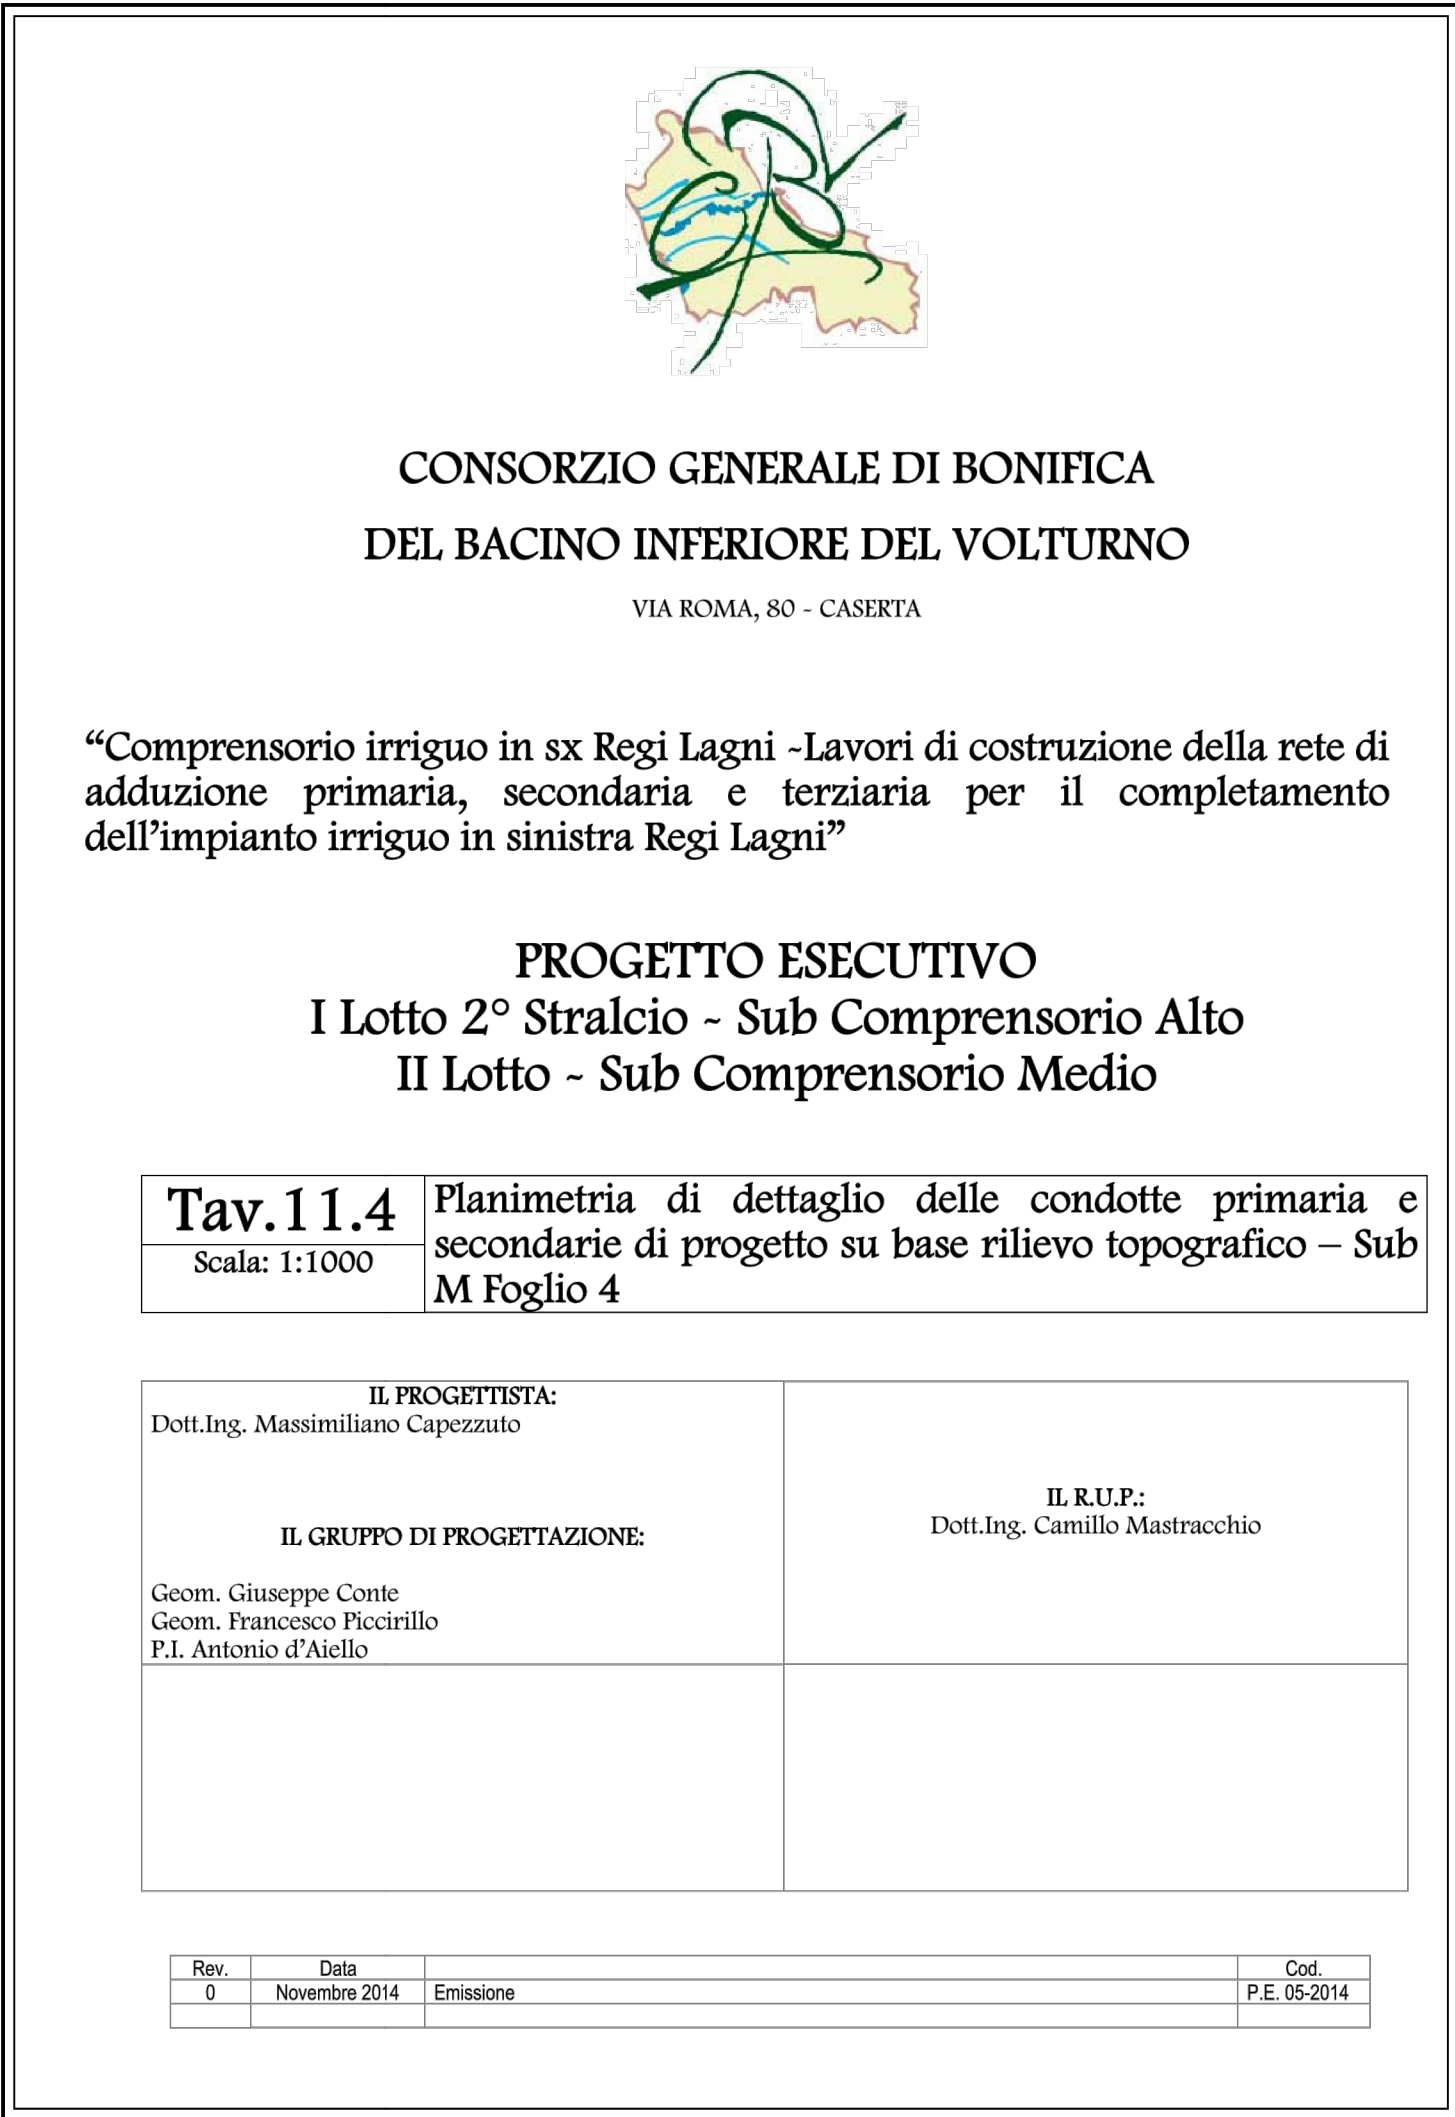 CONSORZIO GENERALE DI BONIFICA
DEL BACINO INFERIORE DEL VOLTURNO
VIA ROMA, 80 - CASERTA
“Comprensorio irriguo in sx Regi Lagni -Lavori di costruzione della rete di
adduzione primaria, secondaria e terziaria per il completamento
dell’impianto irriguo in sinistra Regi Lagni”
PROGETTO ESECUTIVO
I Lotto 2° Stralcio - Sub Comprensorio Alto
II Lotto - Sub Comprensorio Medio
Tav.11.4
Scala: 1:1000
Planimetria di dettaglio delle condotte primaria e
secondarie di progetto su base rilievo topografico – Sub
M Foglio 4
IL PROGETTISTA:
Dott.Ing. Massimiliano Capezzuto
IL GRUPPO DI PROGETTAZIONE:
Geom. Giuseppe Conte
Geom. Francesco Piccirillo
P.I. Antonio d’Aiello
IL R.U.P.:
Dott.Ing. Camillo Mastracchio
Rev. Data Cod.
0 Novembre 2014 Emissione P.E. 05-2014